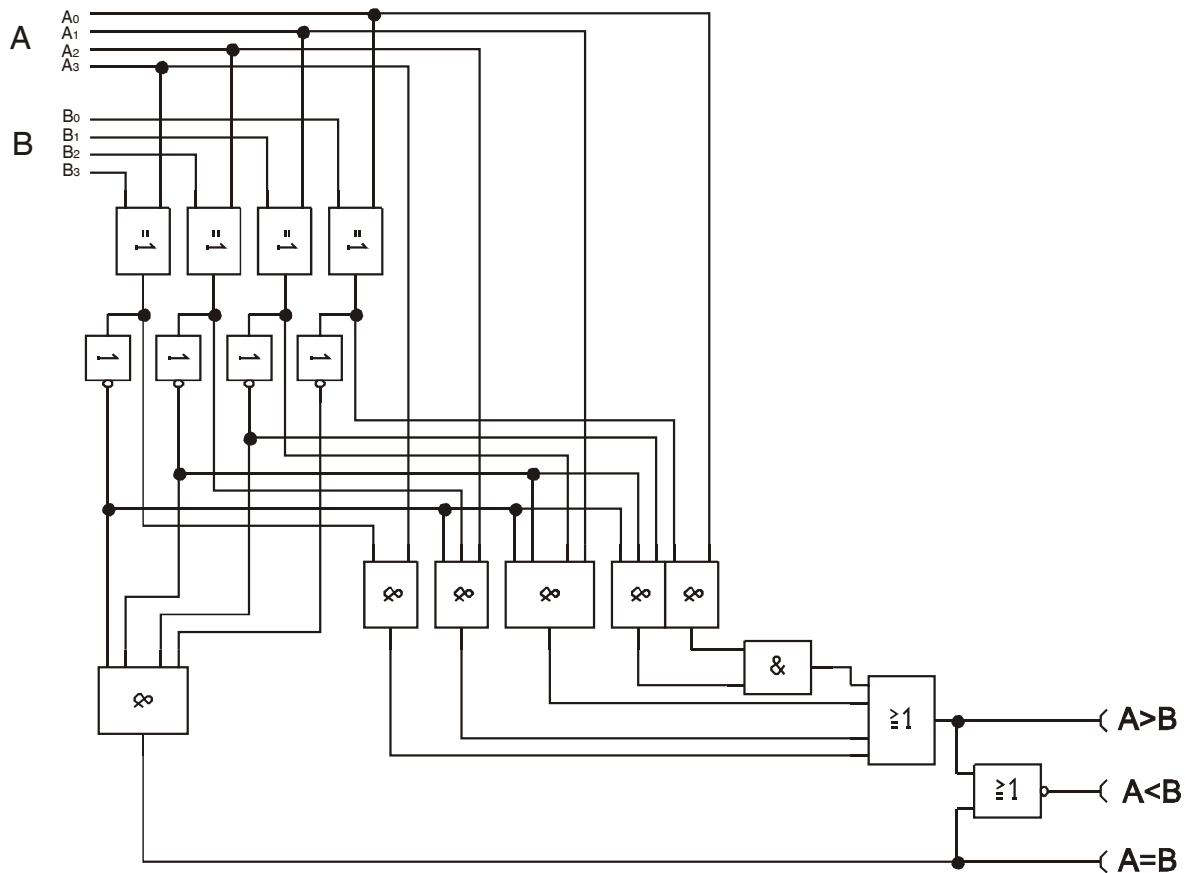 A
A0
A1
A2
A3
B
B0
B1
B2
B3
=1 =1 =1 =1
1 1 1 1
& & & & &
&
&
≧1
A>B
≧1
A<B
A=B